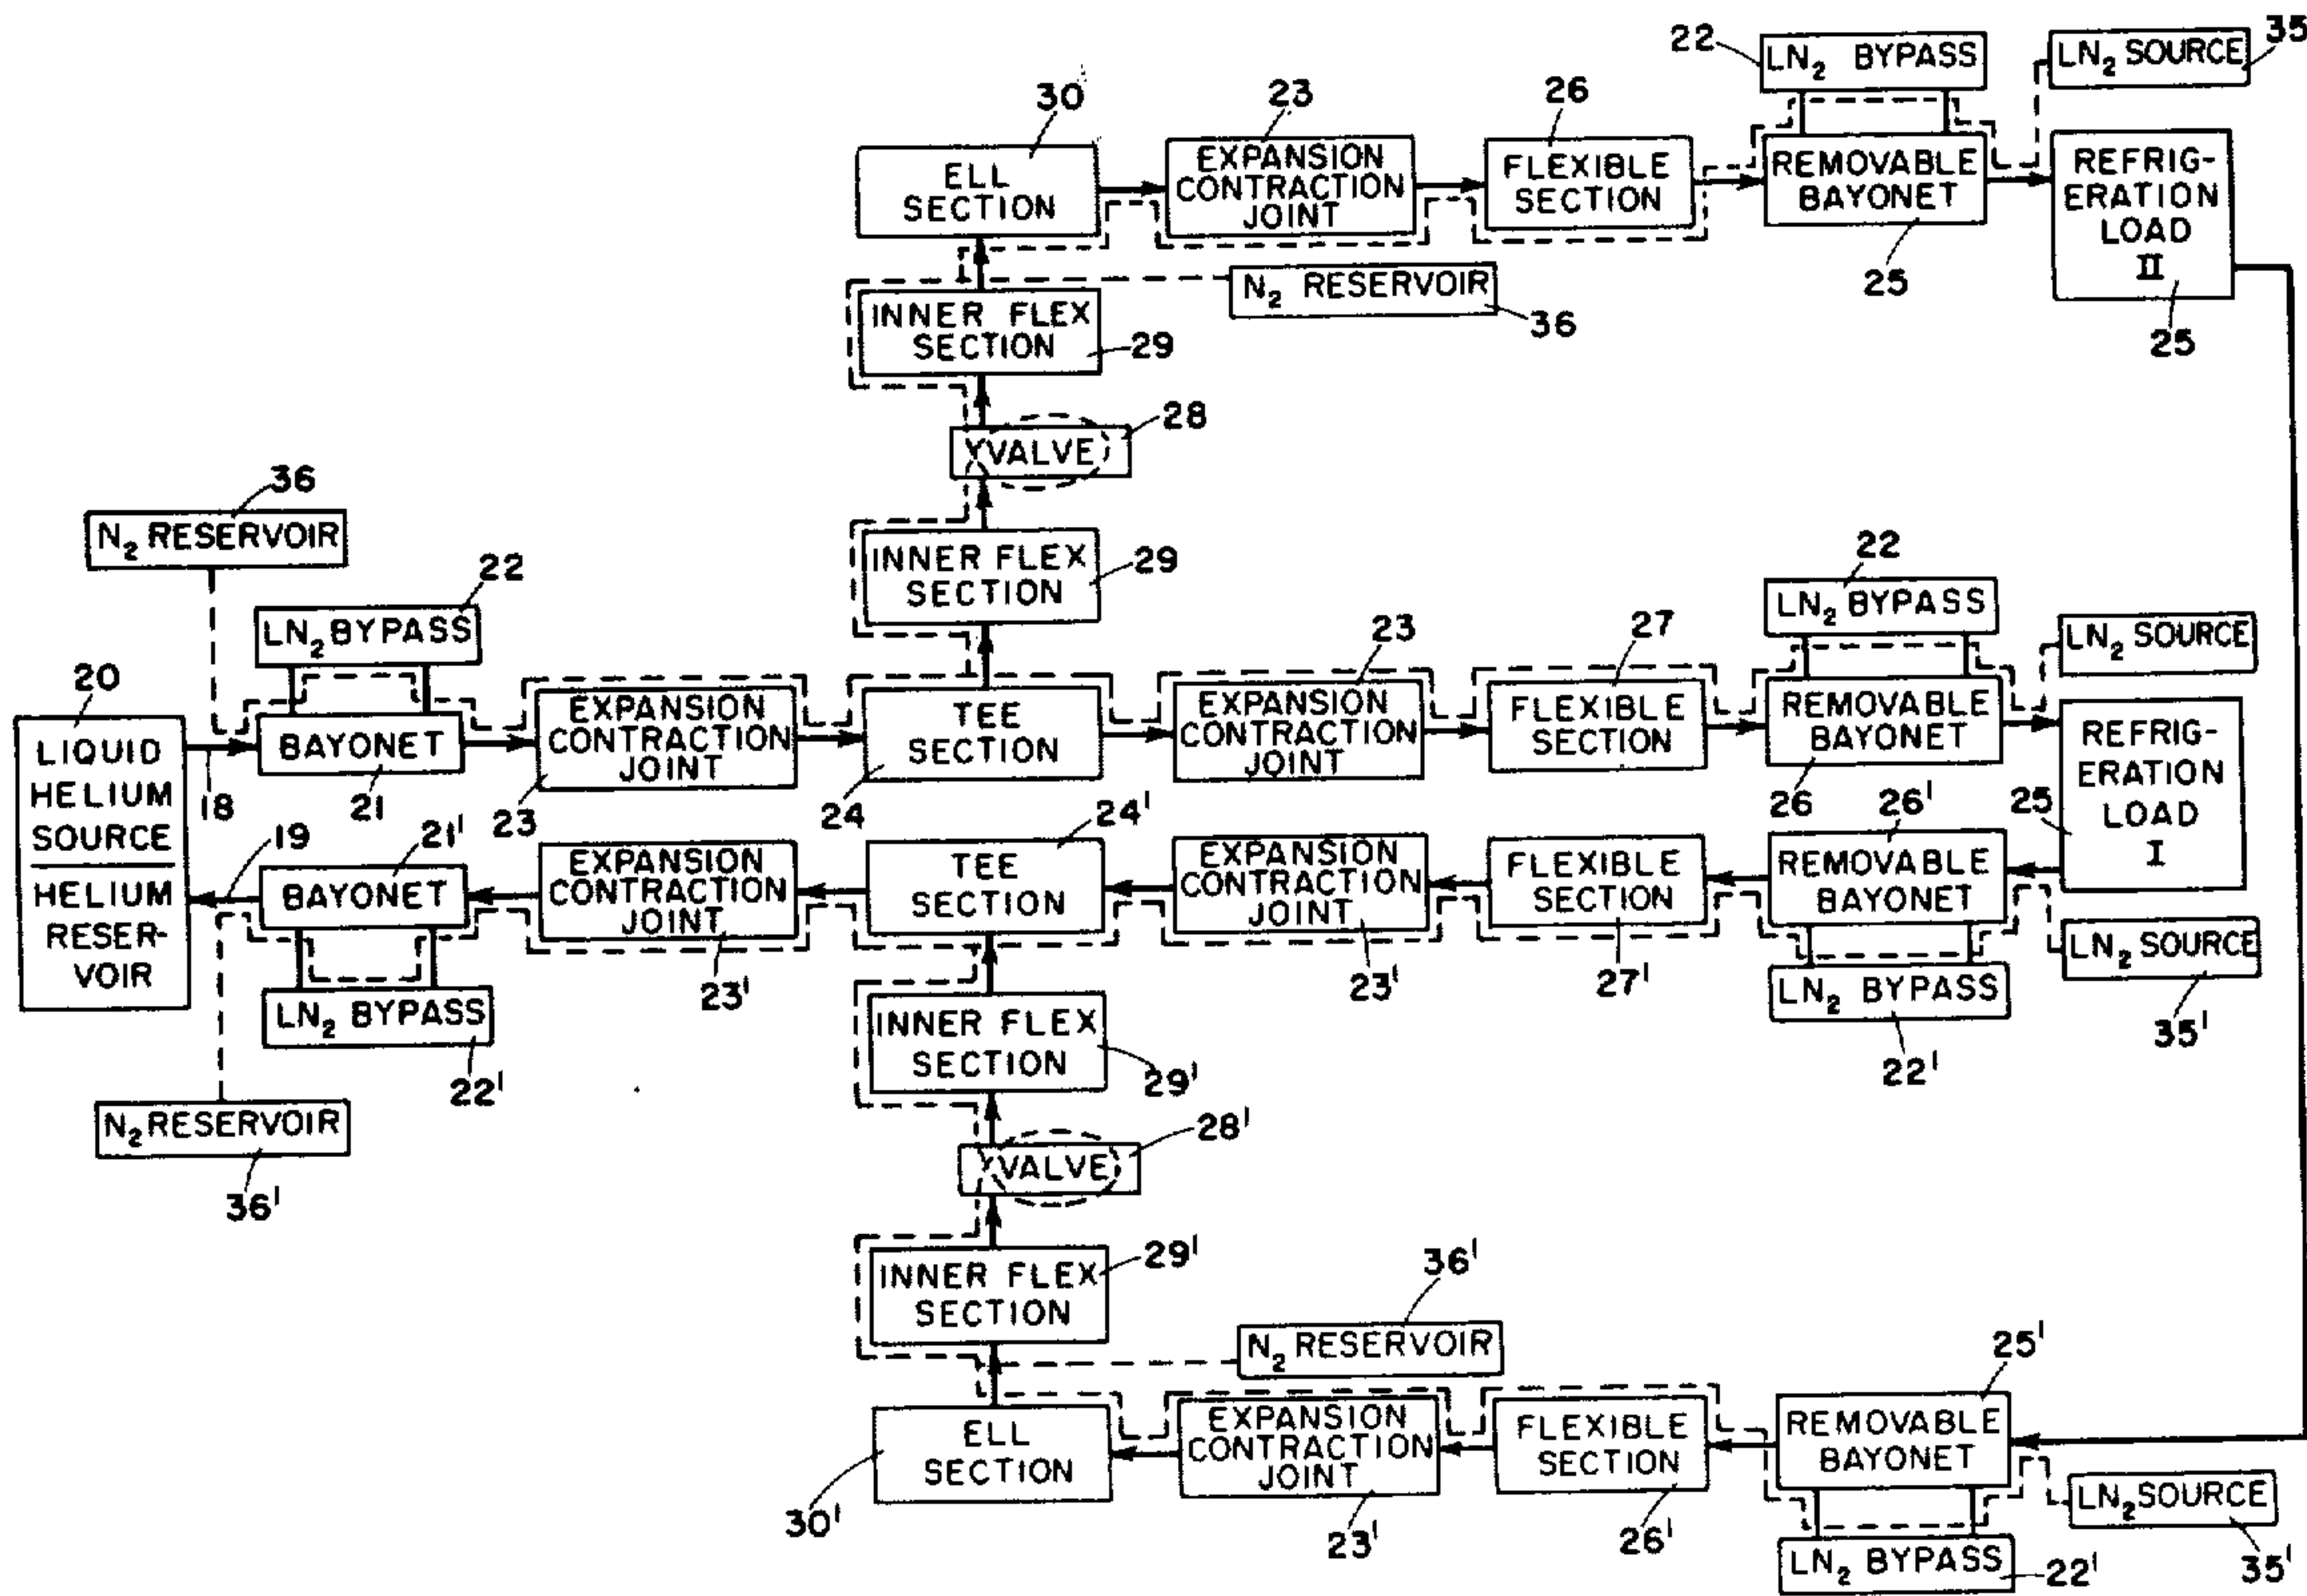 22
LN2 BYPASS
LN2 SOURCE
35
30
23
26
ELL
SECTION
EXPANSION
CONTRACTION
JOINT
FLEXIBLE
SECTION
REMOVABLE
BAYONET
REFRIG-
ERATION
LOAD
II
25
25
N2 RESERVOIR
36
INNER FLEX
SECTION
29
VALVE
28
36
N2 RESERVOIR
INNER FLEX
SECTION
29
22
LN2 BYPASS
22
LN2 BYPASS
LN2 SOURCE
20
LIQUID
HELIUM
SOURCE
HELIUM
RESER-
VOIR
18
BAYONET
21
EXPANSION
CONTRACTION
JOINT
23
TEE
SECTION
24
23
EXPANSION
CONTRACTION
JOINT
27
FLEXIBLE
SECTION
REMOVABLE
BAYONET
26
REFRIG-
ERATION
LOAD
I
25
19
21'
BAYONET
LN2 BYPASS
22'
N2 RESERVOIR
36'
EXPANSION
CONTRACTION
JOINT
23'
24'
TEE
SECTION
EXPANSION
CONTRACTION
JOINT
23'
FLEXIBLE
SECTION
27'
26'
REMOVABLE
BAYONET
LN2 BYPASS
22'
LN2 SOURCE
35'
INNER FLEX
SECTION
29'
VALVE
28'
INNER FLEX
SECTION
29'
36'
N2 RESERVOIR
ELL
SECTION
30'
EXPANSION
CONTRACTION
JOINT
23'
FLEXIBLE
SECTION
26'
25'
REMOVABLE
BAYONET
LN2 BYPASS
22'
LN2 SOURCE
35'